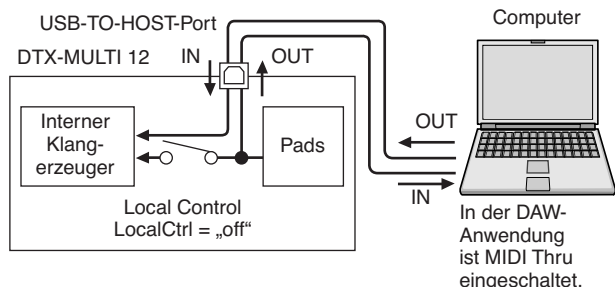 USB-TO-HOST-Port
Computer
DTX-MULTI 12
IN
OUT
Interner
Klang-
erzeuger
Pads
OUT
IN
Local Control
LocalCtrl = „off“
In der DAW-
Anwendung
ist MIDI Thru
eingeschaltet.